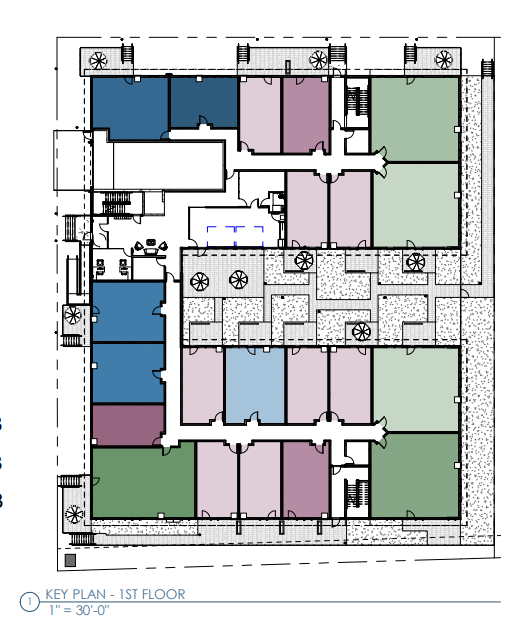 1
KEY PLAN - 1ST FLOOR
1" = 30'-0"